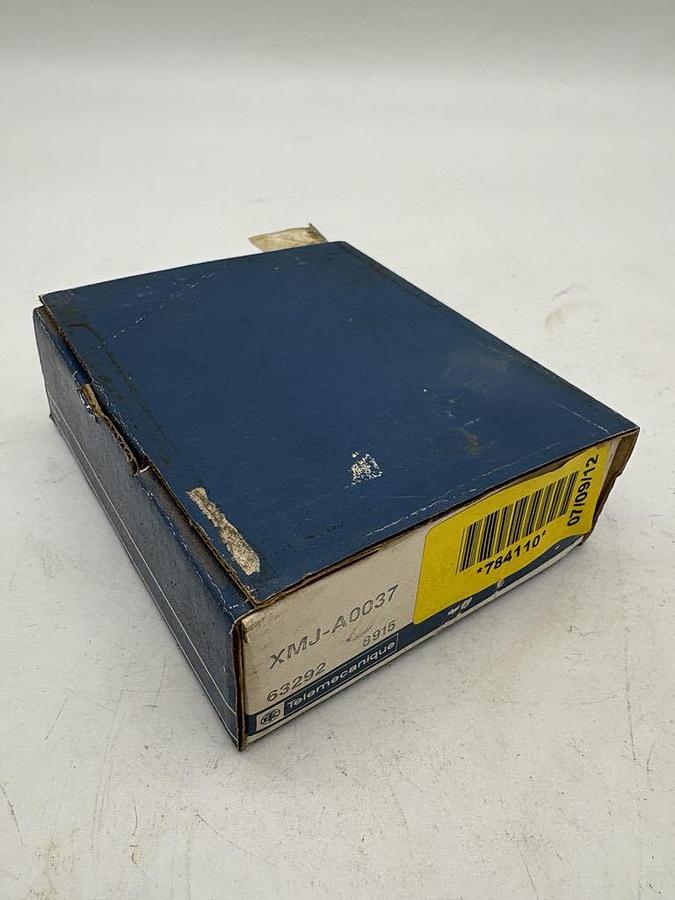 XMJ-A0037
63292 8915
Telemecanique
*784110*
07/09/12